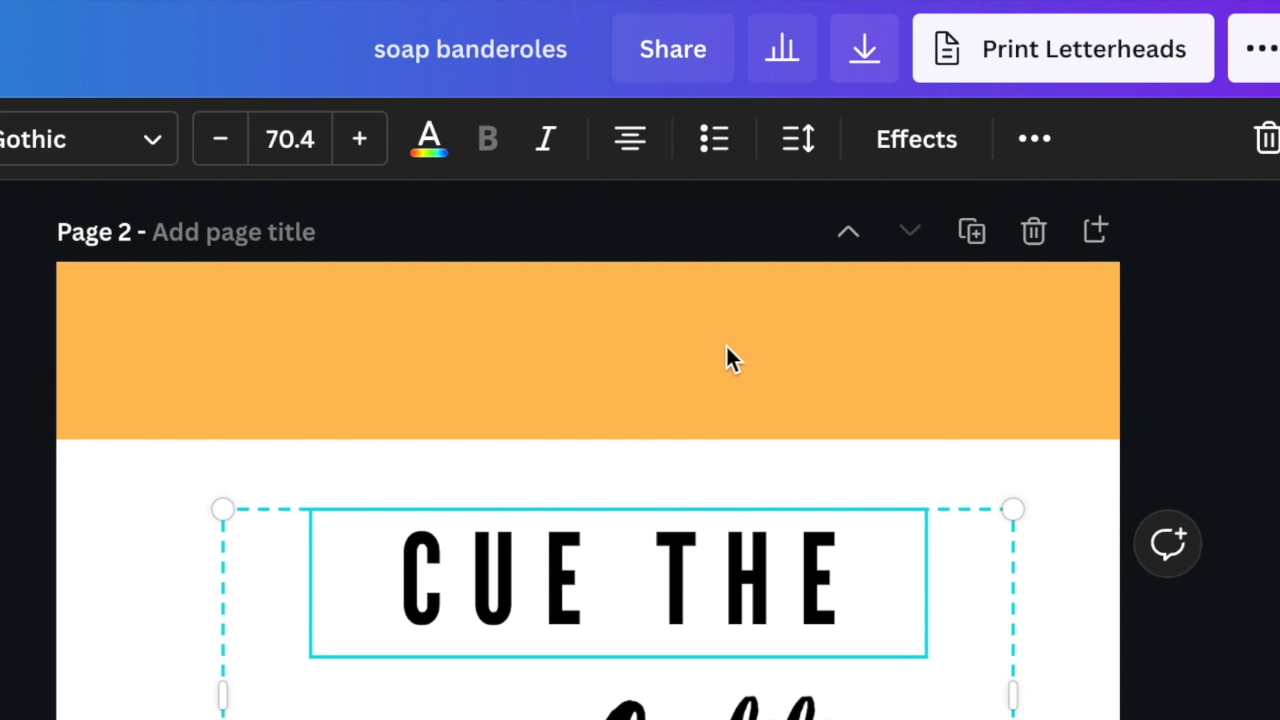 soap banderoles Share Print Letterheads
Gothic 70.4 A B I Effects
Page 2 - Add page title
CUE THE